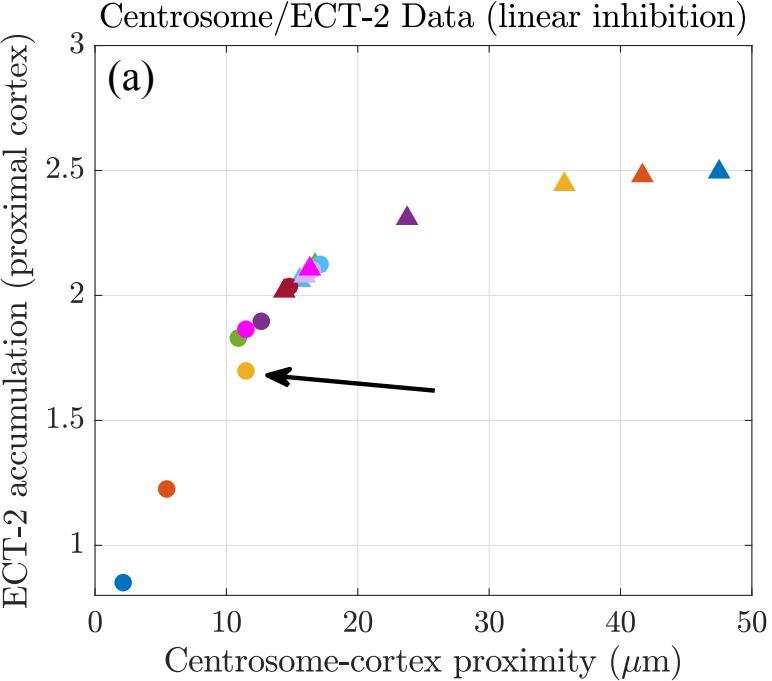 Centrosome/ECT-2 Data (linear inhibition)
(a)
ECT-2 accumulation (proximal cortex)
3
2.5
2
1.5
1
0 10 20 30 40 50
Centrosome-cortex proximity (μm)